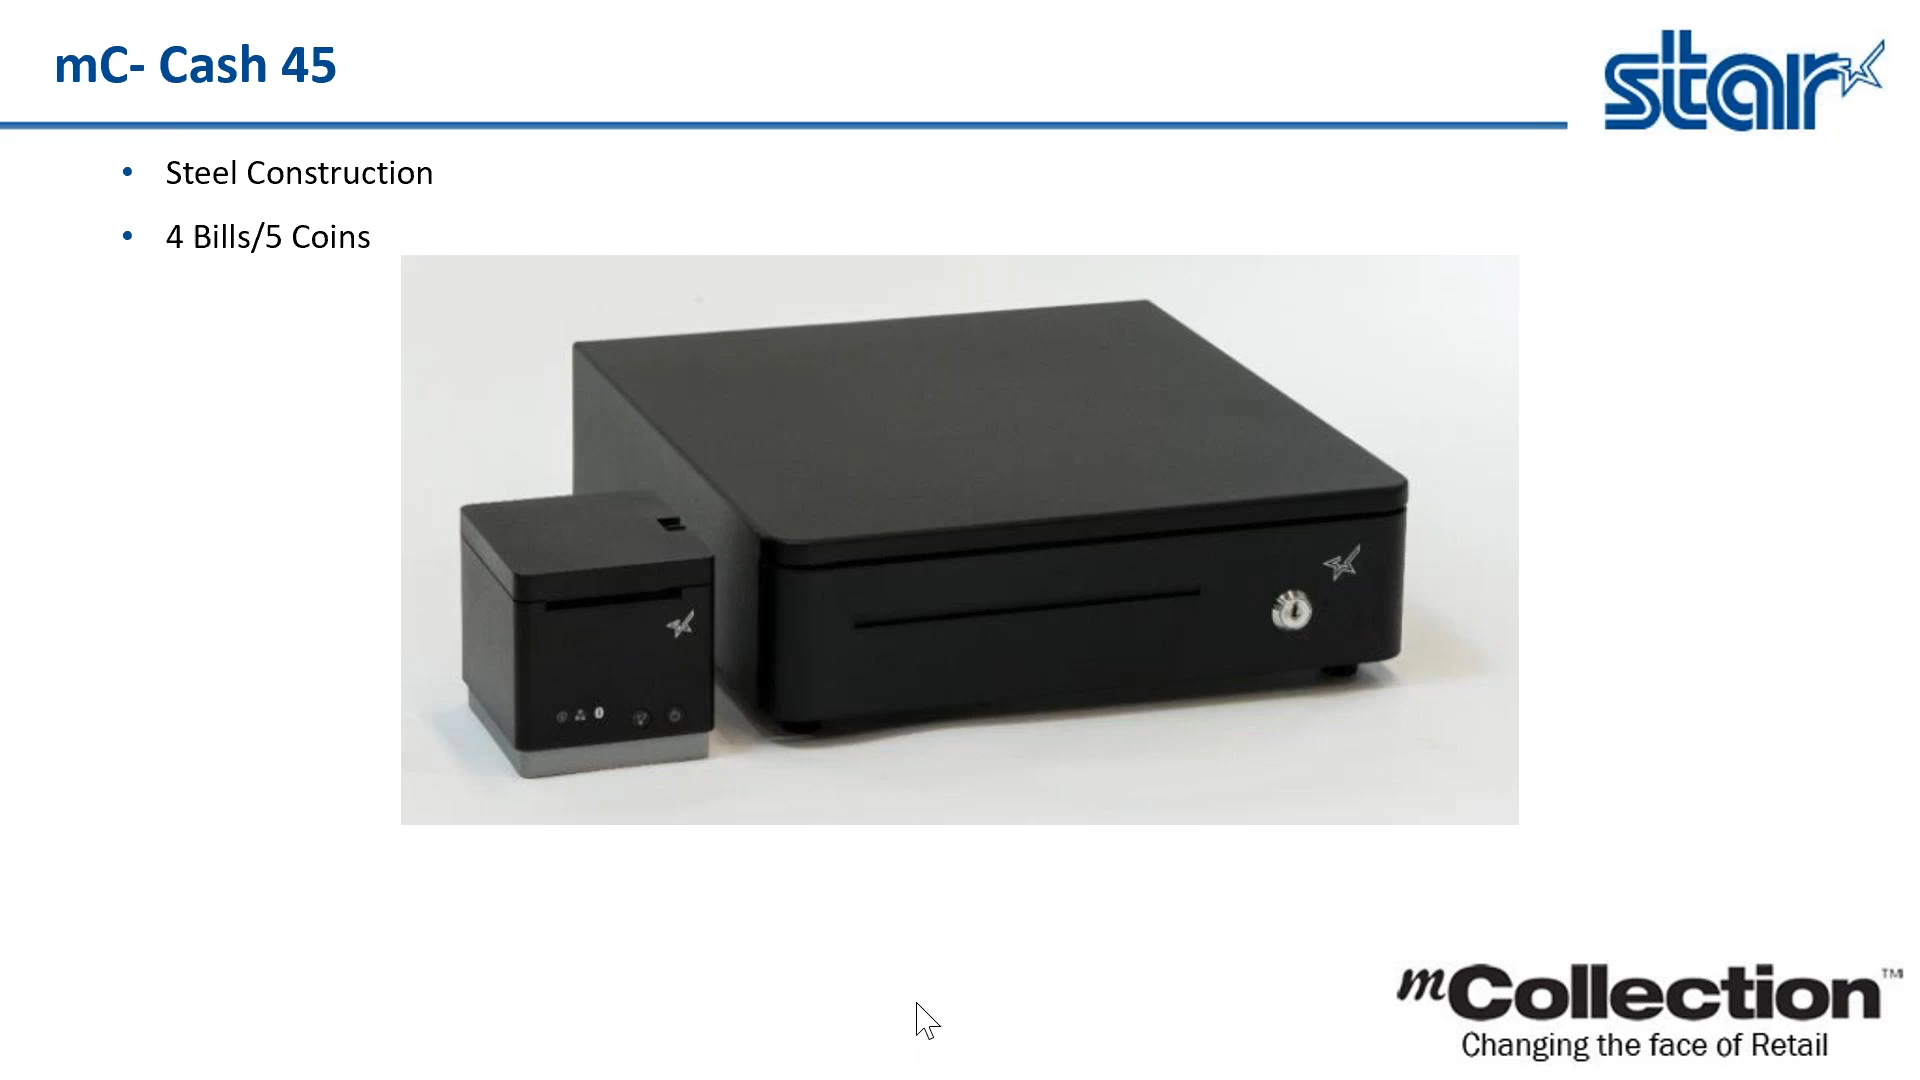 mC- Cash 45
star
• Steel Construction
• 4 Bills/5 Coins
mCollection™
Changing the face of Retail